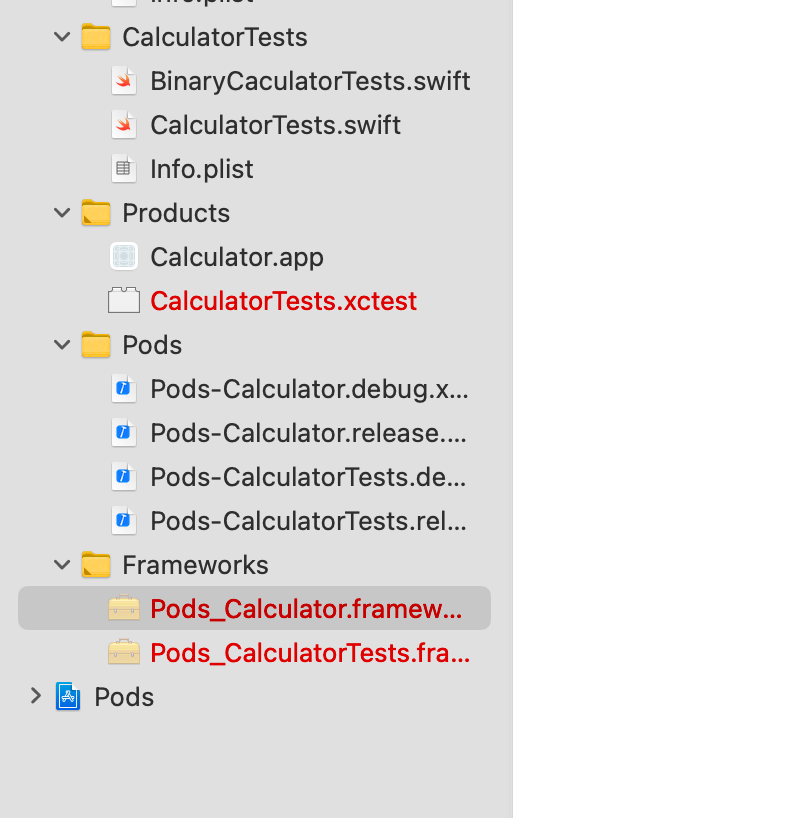 Info.plist
CalculatorTests
BinaryCaculatorTests.swift
CalculatorTests.swift
Info.plist
Products
Calculator.app
CalculatorTests.xctest
Pods
Pods-Calculator.debug.x...
Pods-Calculator.release....
Pods-CalculatorTests.de...
Pods-CalculatorTests.rel...
Frameworks
Pods_Calculator.framew...
Pods_CalculatorTests.fra...
Pods